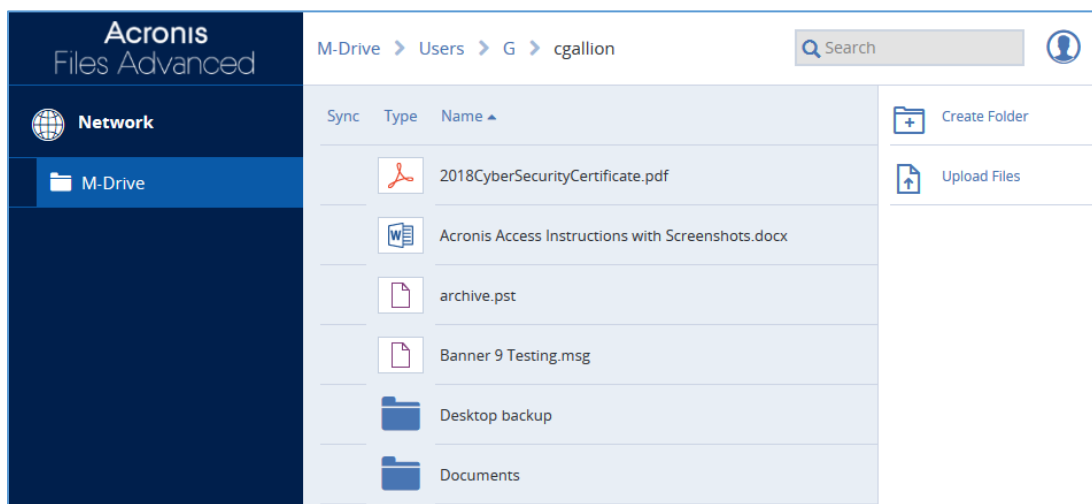 Acronis
Files Advanced
M-Drive > Users > G > cgallion
Search
Network
M-Drive
Sync Type Name
2018CyberSecurityCertificate.pdf
Acronis Access Instructions with Screenshots.docx
archive.pst
Banner 9 Testing.msg
Desktop backup
Documents
Create Folder
Upload Files